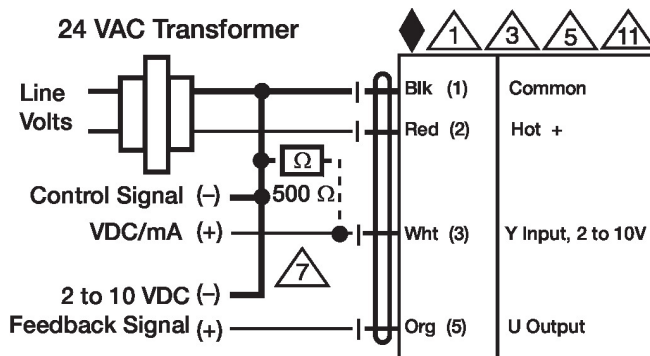 24 VAC Transformer
1 3 5 11
Line
Volts
Blk (1) Common
Red (2) Hot +
Ω
500 Ω
Control Signal (–)
VDC/mA (+)
Wht (3) Y Input, 2 to 10V
7
2 to 10 VDC (–)
Feedback Signal (+)
Org (5) U Output